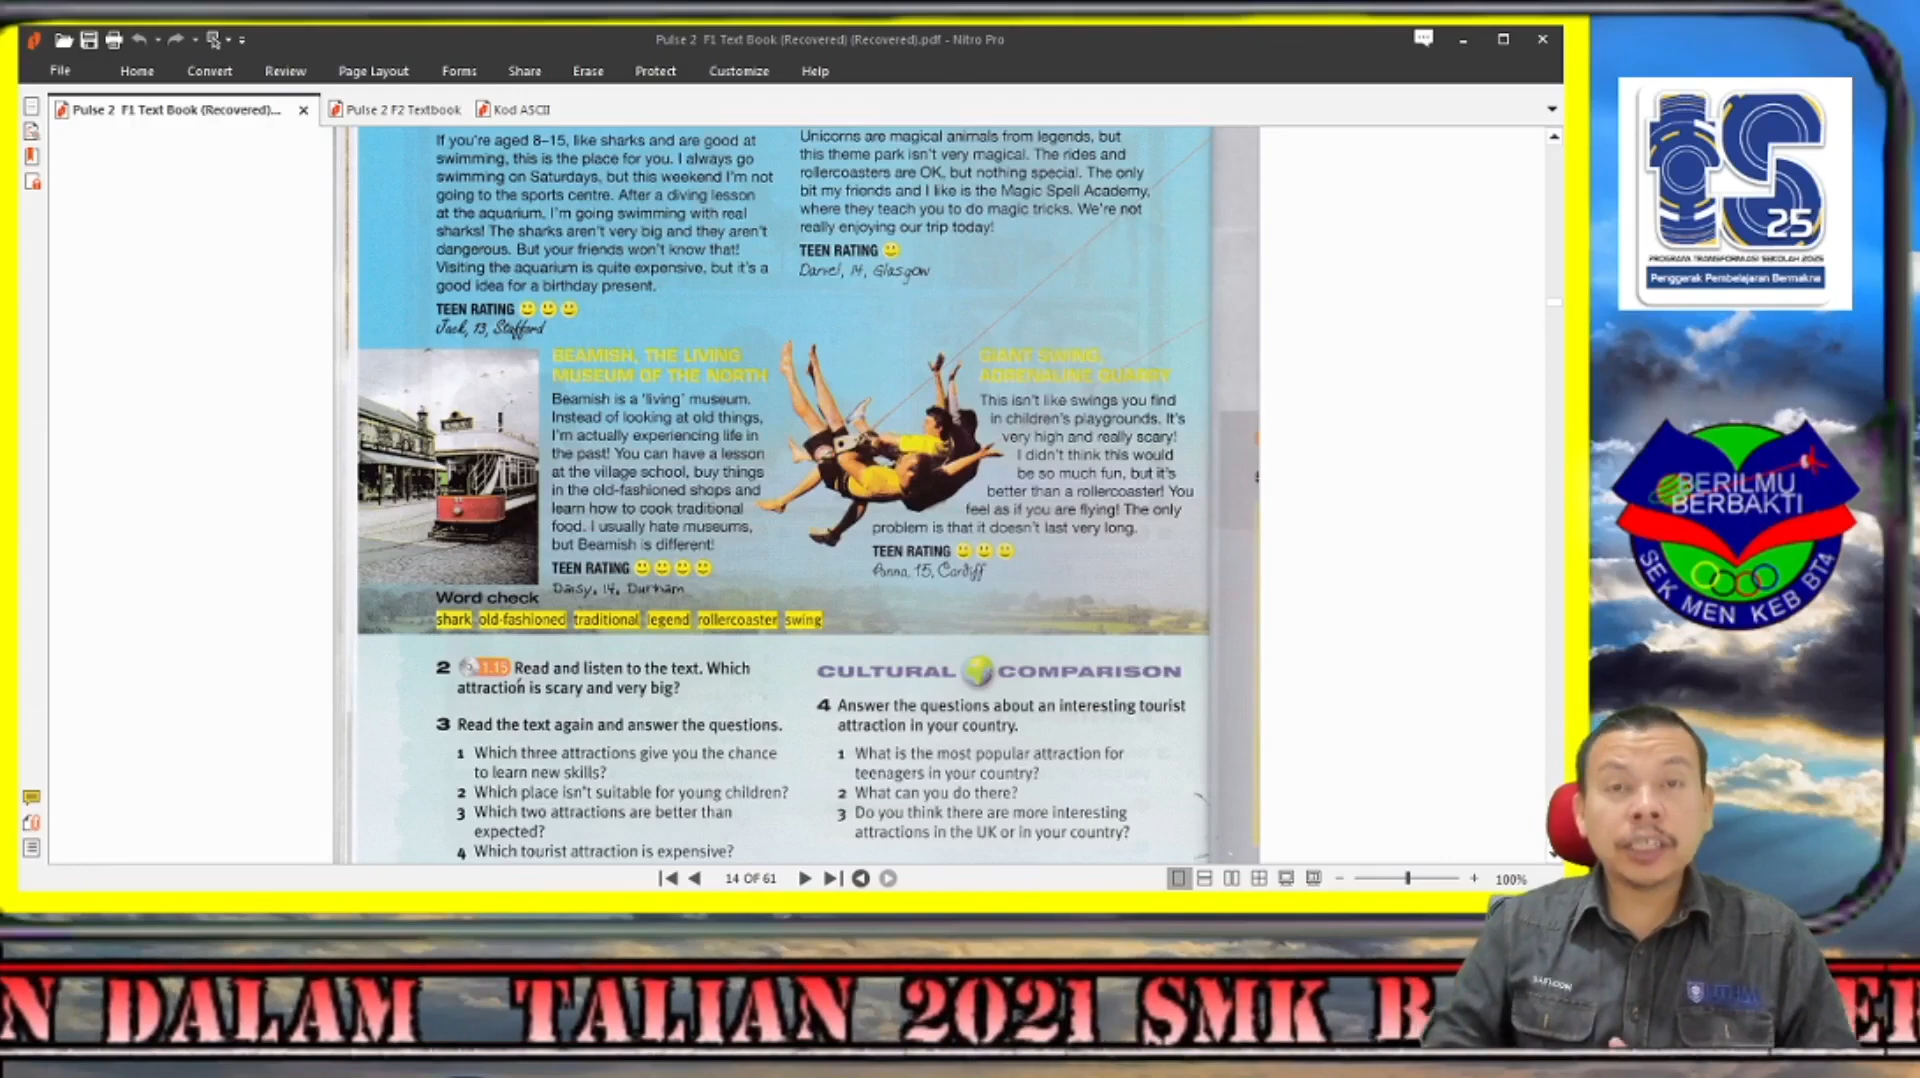 Pulse 2 F1 Text Book (Recovered) (Recovered).pdf - Nitro Pro
File Home Convert Review Page Layout Forms Share Erase Protect Customize Help
Pulse 2 F1 Text Book (Recovered)... Pulse 2 F2 Textbook Kod ASCII
If you're aged 8–15, like sharks and are good at
swimming, this is the place for you. I always go
swimming on Saturdays, but this weekend I'm not
going to the sports centre. After a diving lesson
at the aquarium, I'm going swimming with real
sharks! The sharks aren't very big and they aren't
dangerous. But your friends won't know that!
Visiting the aquarium is quite expensive, but it's a
good idea for a birthday present.
TEEN RATING
Jack, 13, Stafford
Unicorns are magical animals from legends, but
this theme park isn't very magical. The rides and
rollercoasters are OK, but nothing special. The only
bit my friends and I like is the Magic Spell Academy,
where they teach you to do magic tricks. We're not
really enjoying our trip today!
TEEN RATING
Daniel, 14, Glasgow
BEAMISH, THE LIVING
MUSEUM OF THE NORTH
Beamish is a 'living' museum.
Instead of looking at old things,
I'm actually experiencing life in
the past! You can have a lesson
at the village school, buy things
in the old-fashioned shops and
learn how to cook traditional
food. I usually hate museums,
but Beamish is different!
TEEN RATING
Daisy, 14, Durham
GIANT SWING,
ADRENALINE QUARRY
This isn't like swings you find
in children's playgrounds. It's
very high and really scary!
I didn't think this would
be so much fun, but it's
better than a rollercoaster! You
feel as if you are flying! The only
problem is that it doesn't last very long.
TEEN RATING
Anna, 15, Cardiff
Word check
shark old-fashioned traditional legend rollercoaster swing
2 1.15 Read and listen to the text. Which
attraction is scary and very big?
3 Read the text again and answer the questions.
1 Which three attractions give you the chance
to learn new skills?
2 Which place isn't suitable for young children?
3 Which two attractions are better than
expected?
4 Which tourist attraction is expensive?
CULTURAL COMPARISON
4 Answer the questions about an interesting tourist
attraction in your country.
1 What is the most popular attraction for
teenagers in your country?
2 What can you do there?
3 Do you think there are more interesting
attractions in the UK or in your country?
14 OF 61
100%
tS
25
PROGRAM TRANSFORMASI SEKOLAH 2025
Penggerak Pembelajaran Bermakna
BERILMU
BERBAKTI
SEK MEN KEB BT4
N DALAM TALIAN 2021 SMK B